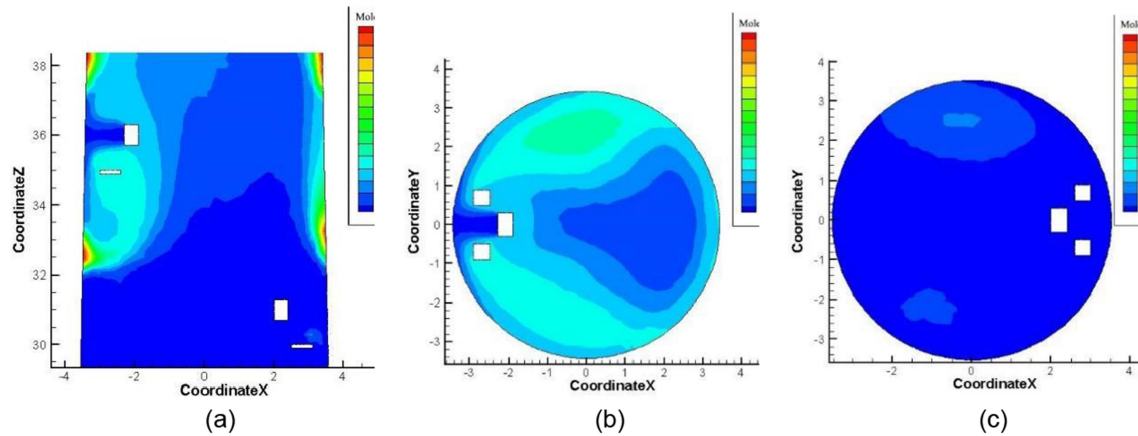 Mole
38
36
34
32
30
CoordinateZ
-4 -2 0 2 4
CoordinateX
(a)
Mole
4
3
2
1
0
-1
-2
-3
CoordinateY
-3 -2 -1 0 1 2 3 4
CoordinateX
(b)
Mole
4
3
2
1
0
-1
-2
-3
CoordinateY
-2 0 2 4
CoordinateX
(c)